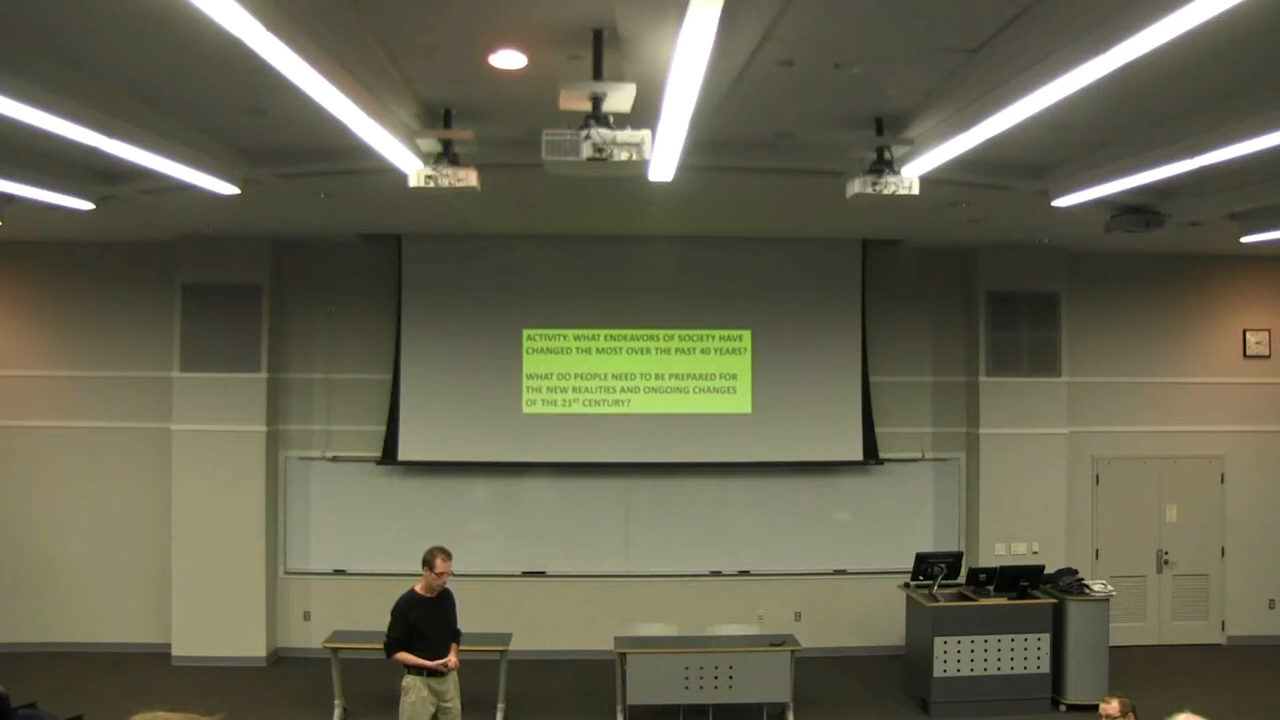 ACTIVITY: WHAT ENDEAVORS OF SOCIETY HAVE
CHANGED THE MOST OVER THE PAST 40 YEARS?
WHAT DO PEOPLE NEED TO BE PREPARED FOR
THE NEW REALITIES AND ONGOING CHANGES
OF THE 21ST CENTURY?